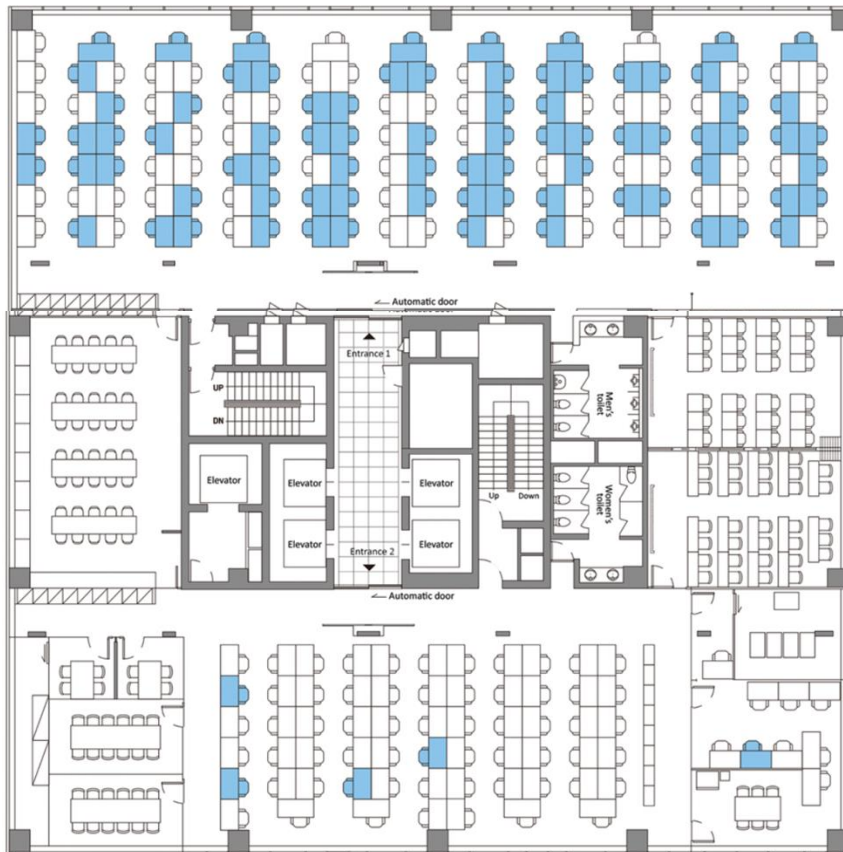 Automatic door
Entrance 1
UP
DN
Men's
toilet
Elevator
Elevator
Elevator
Up
Down
Women's
toilet
Elevator
Elevator
Entrance 2
Automatic door